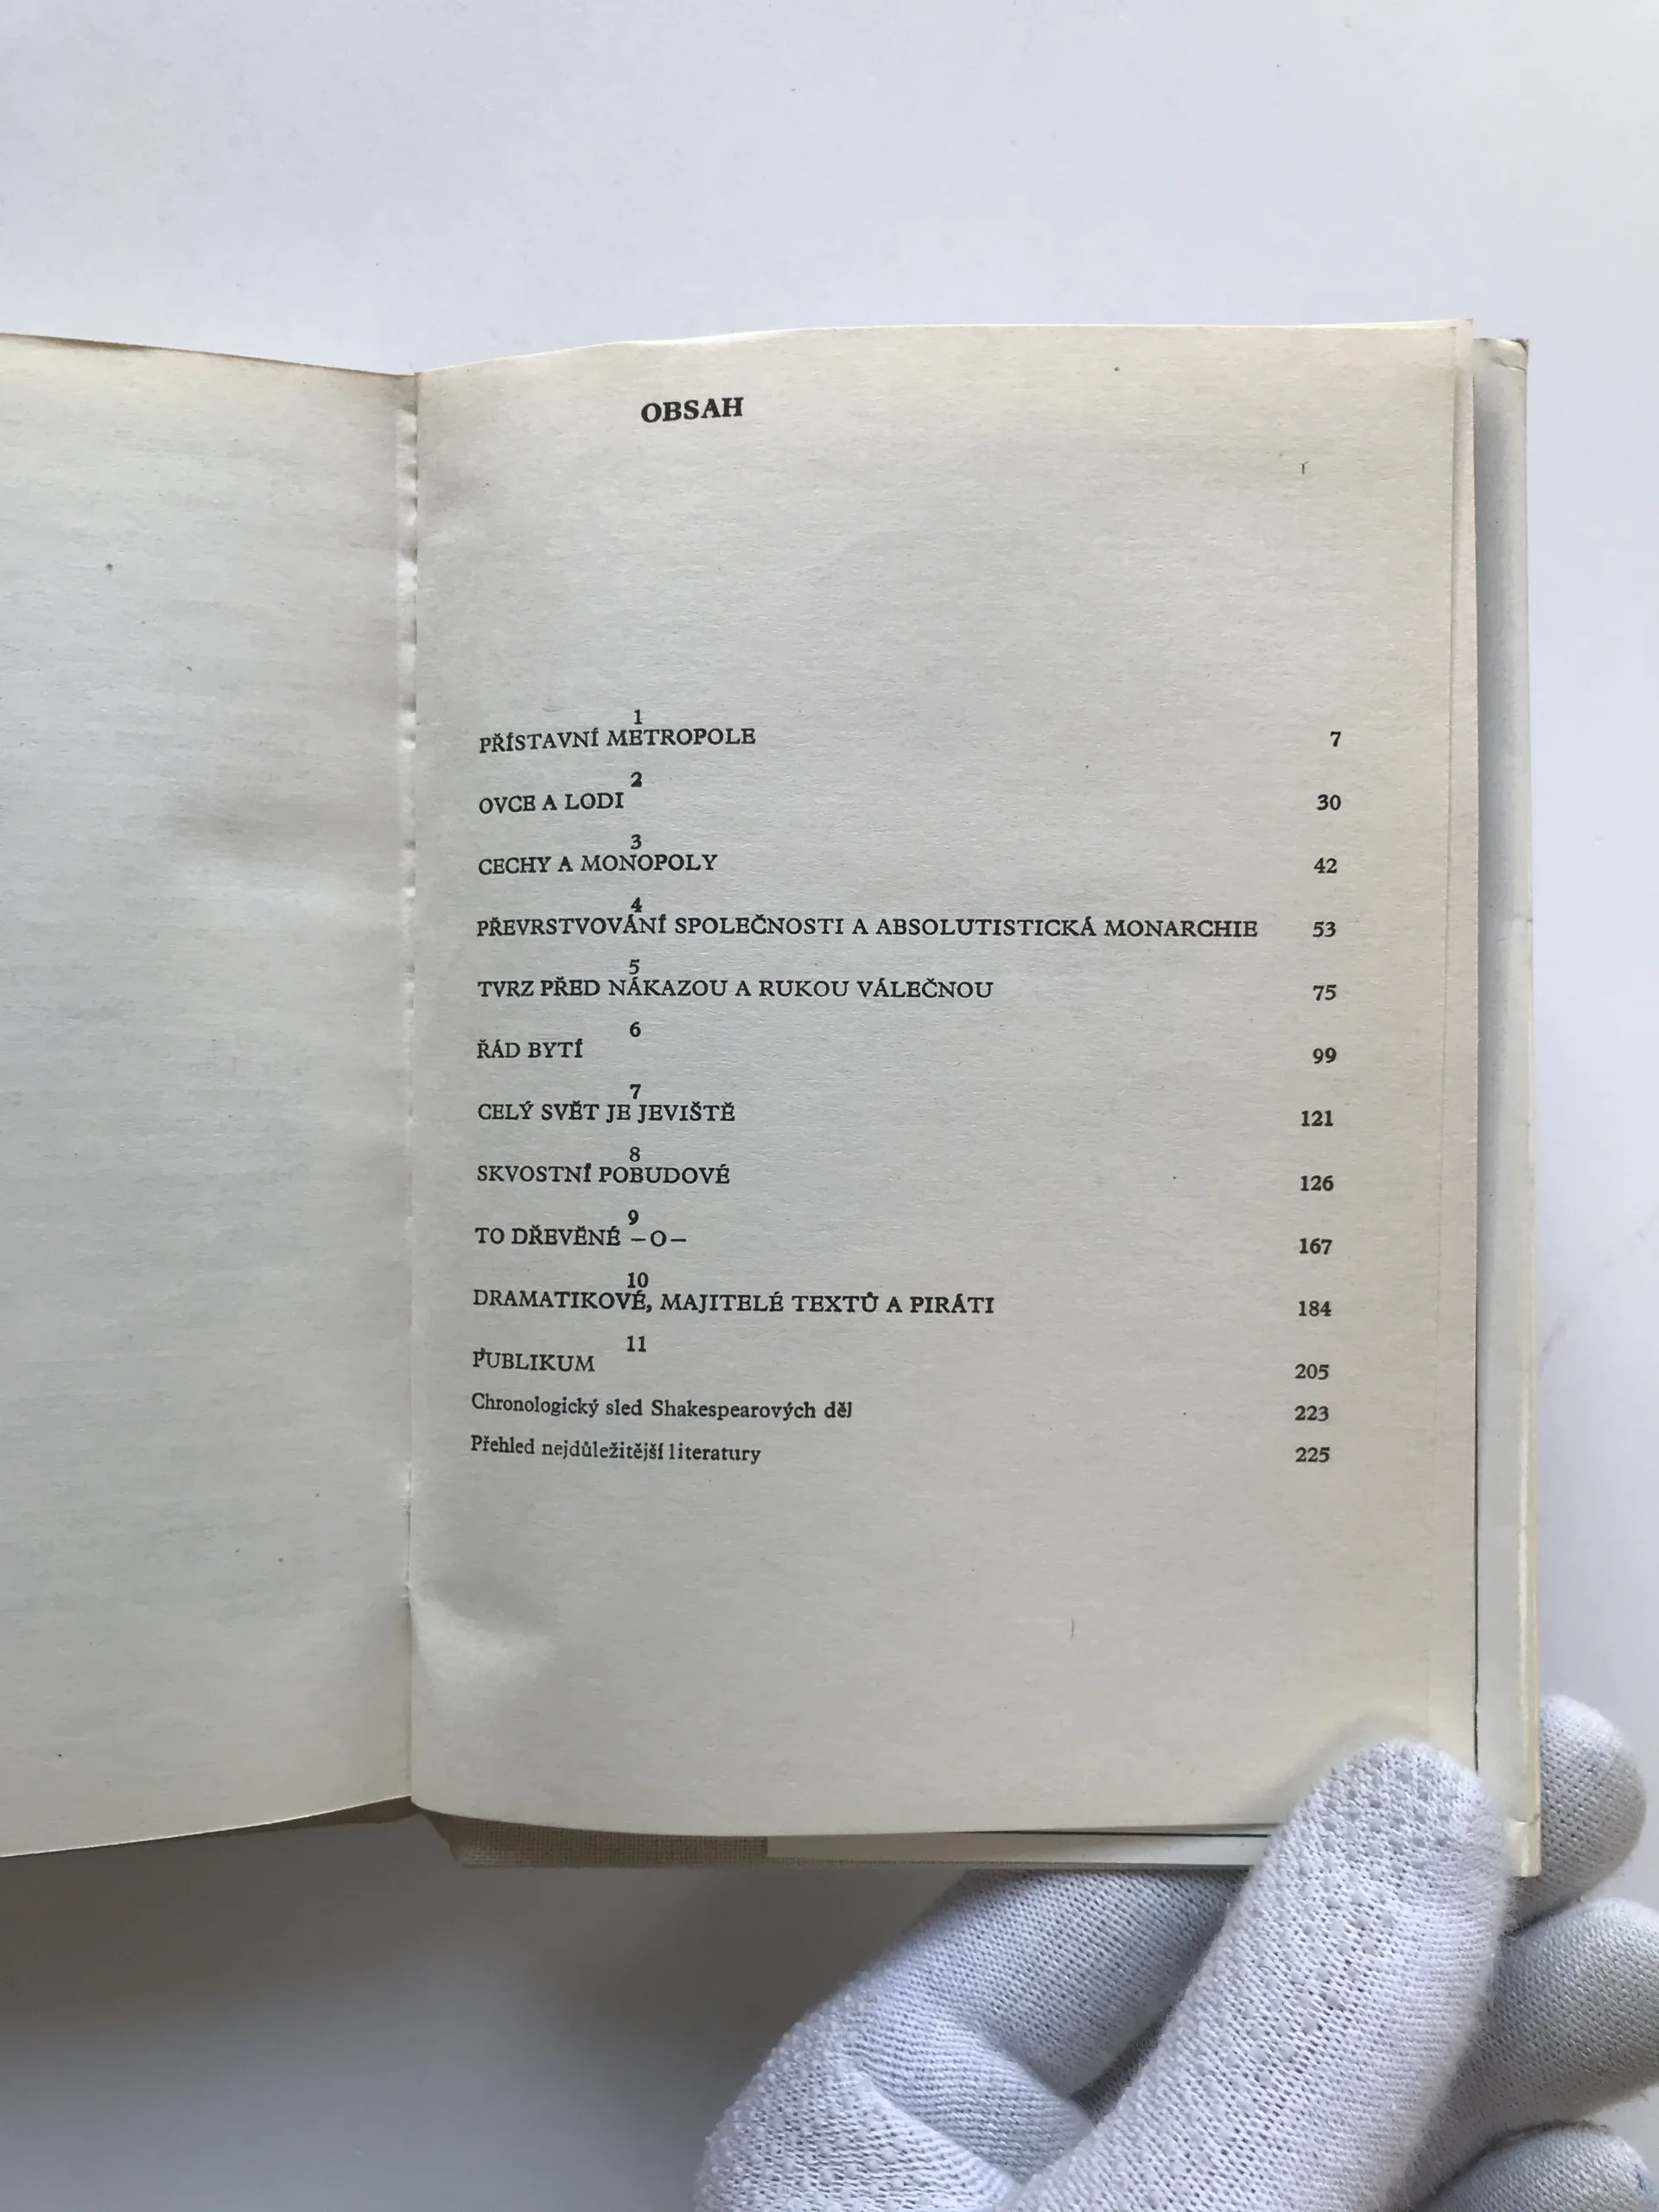 OBSAH
1
PŘÍSTAVNÍ METROPOLE 7
2
OVCE A LODI 30
3
CECHY A MONOPOLY 42
4
PŘEVRSTVOVÁNÍ SPOLEČNOSTI A ABSOLUTISTICKÁ MONARCHIE 53
5
TVRZ PŘED NÁKAZOU A RUKOU VÁLEČNOU 75
6
ŘÁD BYTÍ 99
7
CELÝ SVĚT JE JEVIŠTĚ 121
8
SKVOSTNÍ POBUDOVÉ 126
9
TO DŘEVĚNÉ –O– 167
10
DRAMATIKOVÉ, MAJITELÉ TEXTŮ A PIRÁTI 184
11
PUBLIKUM 205
Chronologický sled Shakespearových děl 223
Přehled nejdůležitější literatury 225